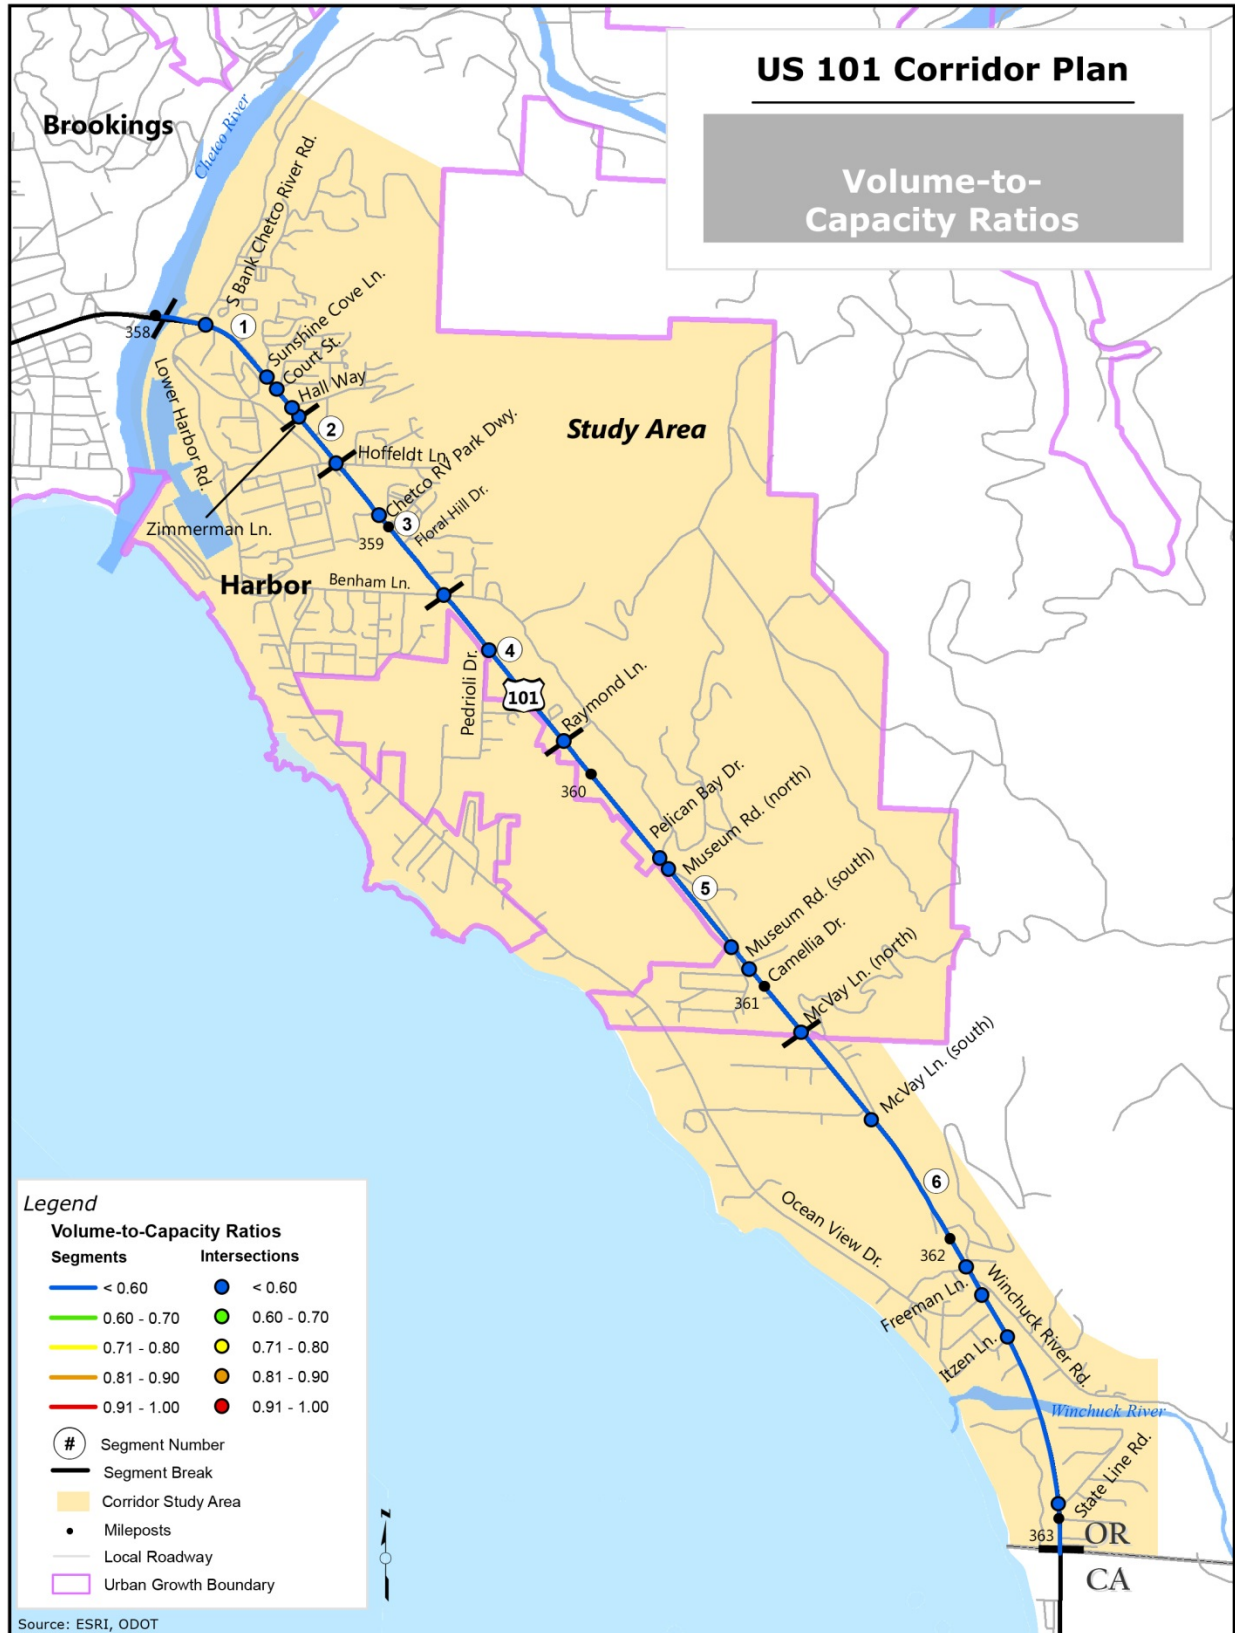 US 101 Corridor Plan
Volume-to-
Capacity Ratios
Brookings
Chetco River
S Bank Chetco River Rd.
358
1
Sunshine Cove Ln.
Court St.
Hall Way
Lower Harbor Rd.
2
Study Area
Hoffeldt Ln.
Chetco RV Park Dwy.
Zimmerman Ln.
3
359
Floral Hill Dr.
Harbor
Benham Ln.
4
Pedrioli Dr.
101
Raymond Ln.
360
Pelican Bay Dr.
Museum Rd. (north)
5
Museum Rd. (south)
Camellia Dr.
361
McVay Ln. (north)
McVay Ln. (south)
6
Ocean View Dr.
362
Freeman Ln.
Winchuck River Rd.
Itzen Ln.
Winchuck River
State Line Rd.
363
OR
CA
z
Legend
Volume-to-Capacity Ratios
Segments Intersections
< 0.60 < 0.60
0.60 - 0.70 0.60 - 0.70
0.71 - 0.80 0.71 - 0.80
0.81 - 0.90 0.81 - 0.90
0.91 - 1.00 0.91 - 1.00
# Segment Number
Segment Break
Corridor Study Area
Mileposts
Local Roadway
Urban Growth Boundary
Source: ESRI, ODOT